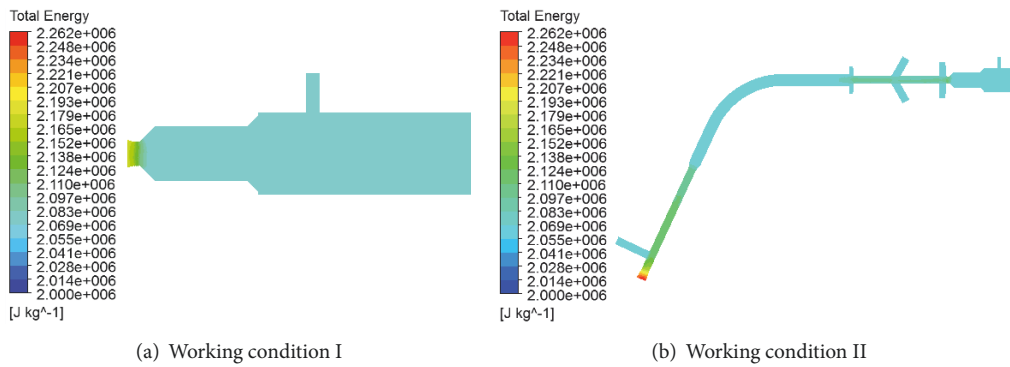 Total Energy
2.262e+006
2.248e+006
2.234e+006
2.221e+006
2.207e+006
2.193e+006
2.179e+006
2.165e+006
2.152e+006
2.138e+006
2.124e+006
2.110e+006
2.097e+006
2.083e+006
2.069e+006
2.055e+006
2.041e+006
2.028e+006
2.014e+006
2.000e+006
[J kg^-1]
(a) Working condition I
Total Energy
2.262e+006
2.248e+006
2.234e+006
2.221e+006
2.207e+006
2.193e+006
2.179e+006
2.165e+006
2.152e+006
2.138e+006
2.124e+006
2.110e+006
2.097e+006
2.083e+006
2.069e+006
2.055e+006
2.041e+006
2.028e+006
2.014e+006
2.000e+006
[J kg^-1]
(b) Working condition II